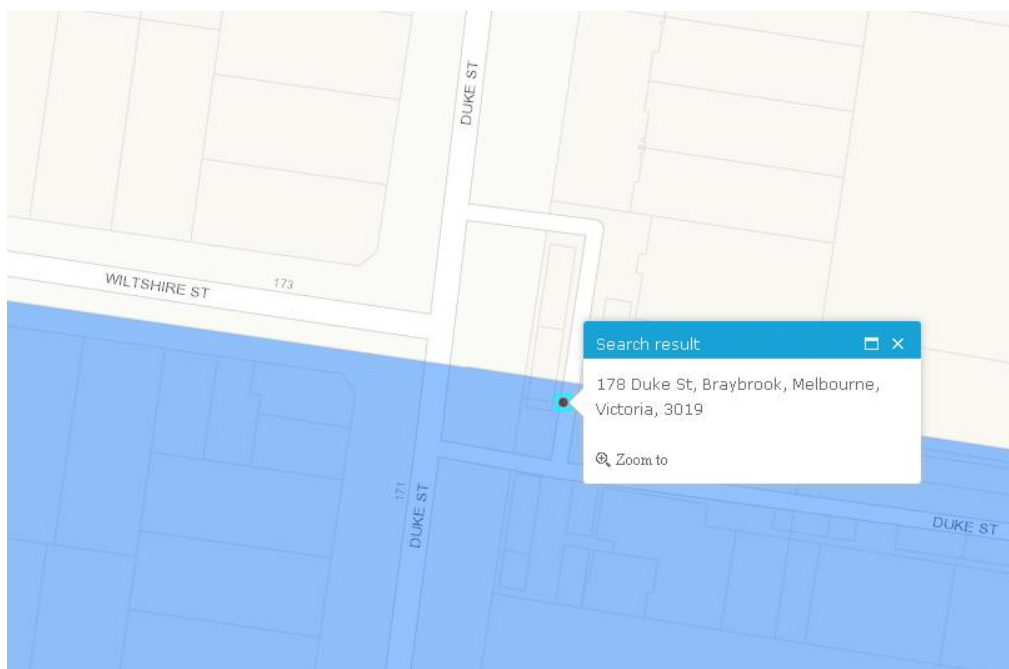 DUKE ST
WILTSHIRE ST
173
Search result
178 Duke St, Braybrook, Melbourne,
Victoria, 3019
Zoom to
171
DUKE ST
DUKE ST